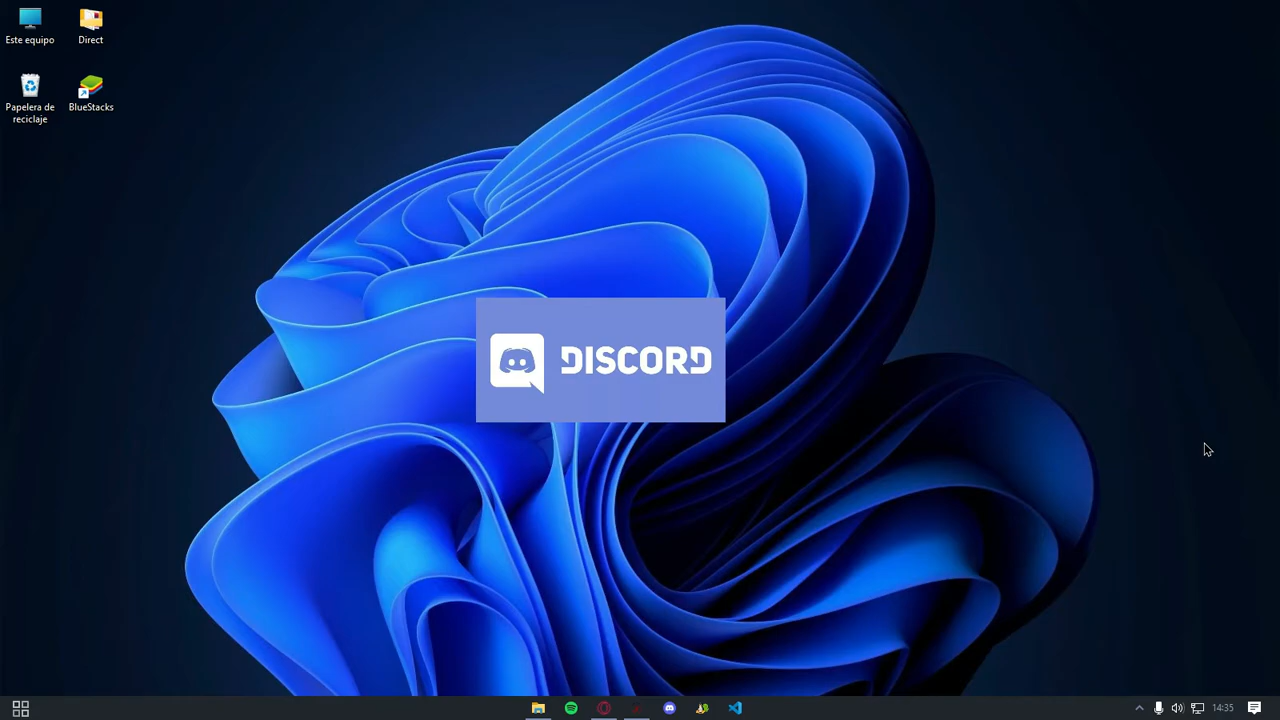 Este equipo
Direct
Papelera de
reciclaje
BlueStacks
DISCORD
14:35